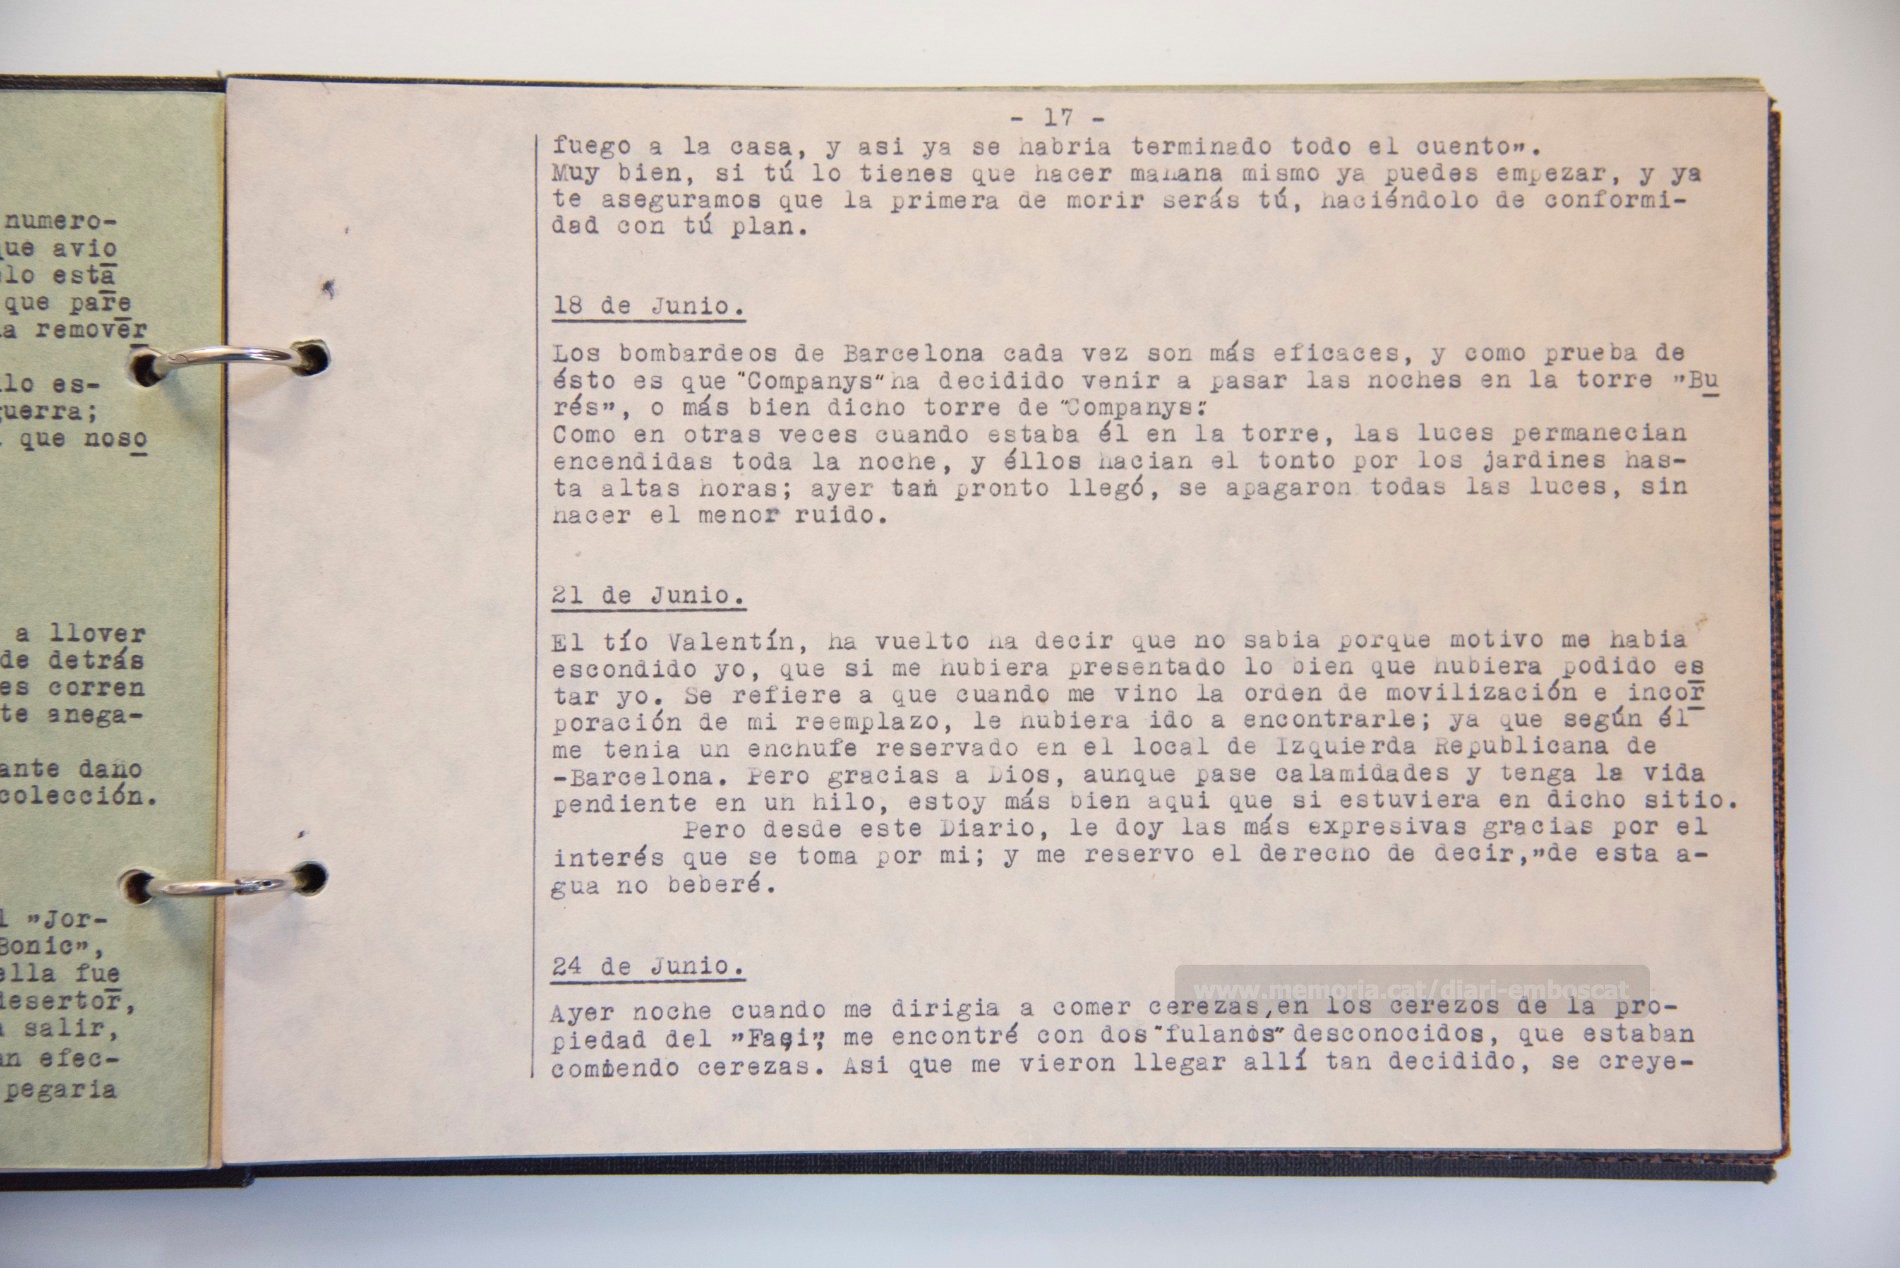 numero-
que avio
elo está
que pare
la remover
llo es-
guerra;
que noso
a llover
de detrás
es corren
te anega-
ante daño
colección.
l "Jor-
Bonic",
ella fue
desertor,
a salir,
an efec-
pegaria
- 17 -
fuego a la casa, y asi ya se habria terminado todo el cuento".
Muy bien, si tú lo tienes que hacer mañana mismo ya puedes empezar, y ya
te aseguramos que la primera de morir serás tú, haciéndolo de conformi-
dad con tú plan.
18 de Junio.
Los bombardeos de Barcelona cada vez son más eficaces, y como prueba de
ésto es que "Companys" ha decidido venir a pasar las noches en la torre "Bu
rés", o más bien dicho torre de "Companys".
Como en otras veces cuando estaba él en la torre, las luces permanecian
encendidas toda la noche, y éllos hacian el tonto por los jardines has-
ta altas horas; ayer tan pronto llegó, se apagaron todas las luces, sin
hacer el menor ruido.
21 de Junio.
El tío Valentín, ha vuelto ha decir que no sabia porque motivo me habia
escondido yo, que si me hubiera presentado lo bien que hubiera podido es
tar yo. Se refiere a que cuando me vino la orden de movilización e incor
poración de mi reemplazo, le hubiera ido a encontrarle; ya que según él
me tenia un enchufe reservado en el local de Izquierda Republicana de
-Barcelona. Pero gracias a Dios, aunque pase calamidades y tenga la vida
pendiente en un hilo, estoy más bien aqui que si estuviera en dicho sitio.
Pero desde este Diario, le doy las más expresivas gracias por el
interés que se toma por mi; y me reservo el derecho de decir,"de esta a-
gua no beberé.
24 de Junio.
www.memoria.cat/diari-emboscat
Ayer noche cuando me dirigia a comer cerezas,en los cerezos de la pro-
piedad del "Faqi", me encontré con dos "fulanos" desconocidos, que estaban
comiendo cerezas. Asi que me vieron llegar allí tan decidido, se creye-